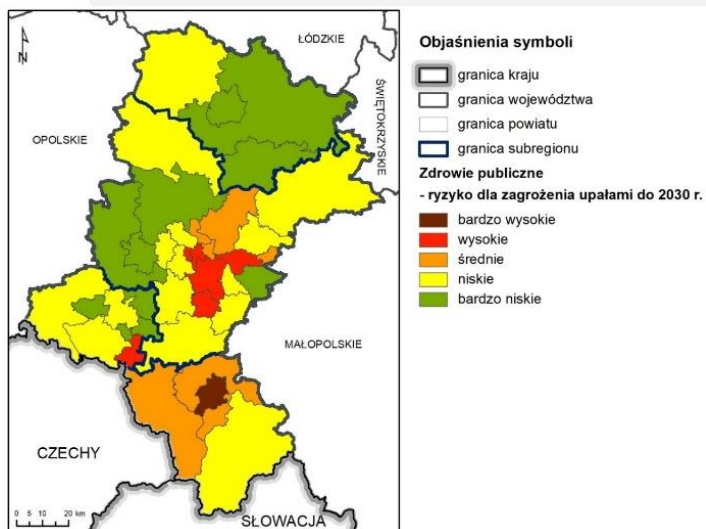 N
ŁÓDZKIE
ŚWIĘTOKRZYSKIE
OPOLSKIE
MAŁOPOLSKIE
CZECHY
SŁOWACJA
0 5 10 20 km
Objaśnienia symboli
granica kraju
granica województwa
granica powiatu
granica subregionu
Zdrowie publiczne
- ryzyko dla zagrożenia upałami do 2030 r.
bardzo wysokie
wysokie
średnie
niskie
bardzo niskie